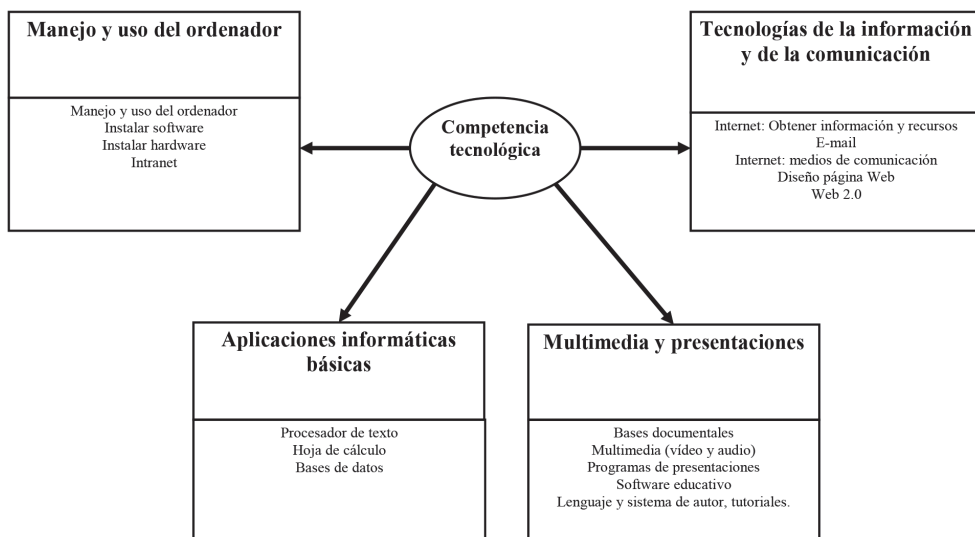 Manejo y uso del ordenador
Manejo y uso del ordenador
Instalar software
Instalar hardware
Intranet
Competencia
tecnológica
Tecnologías de la información
y de la comunicación
Internet: Obtener información y recursos
E-mail
Internet: medios de comunicación
Diseño página Web
Web 2.0
Aplicaciones informáticas
básicas
Procesador de texto
Hoja de cálculo
Bases de datos
Multimedia y presentaciones
Bases documentales
Multimedia (vídeo y audio)
Programas de presentaciones
Software educativo
Lenguaje y sistema de autor, tutoriales.